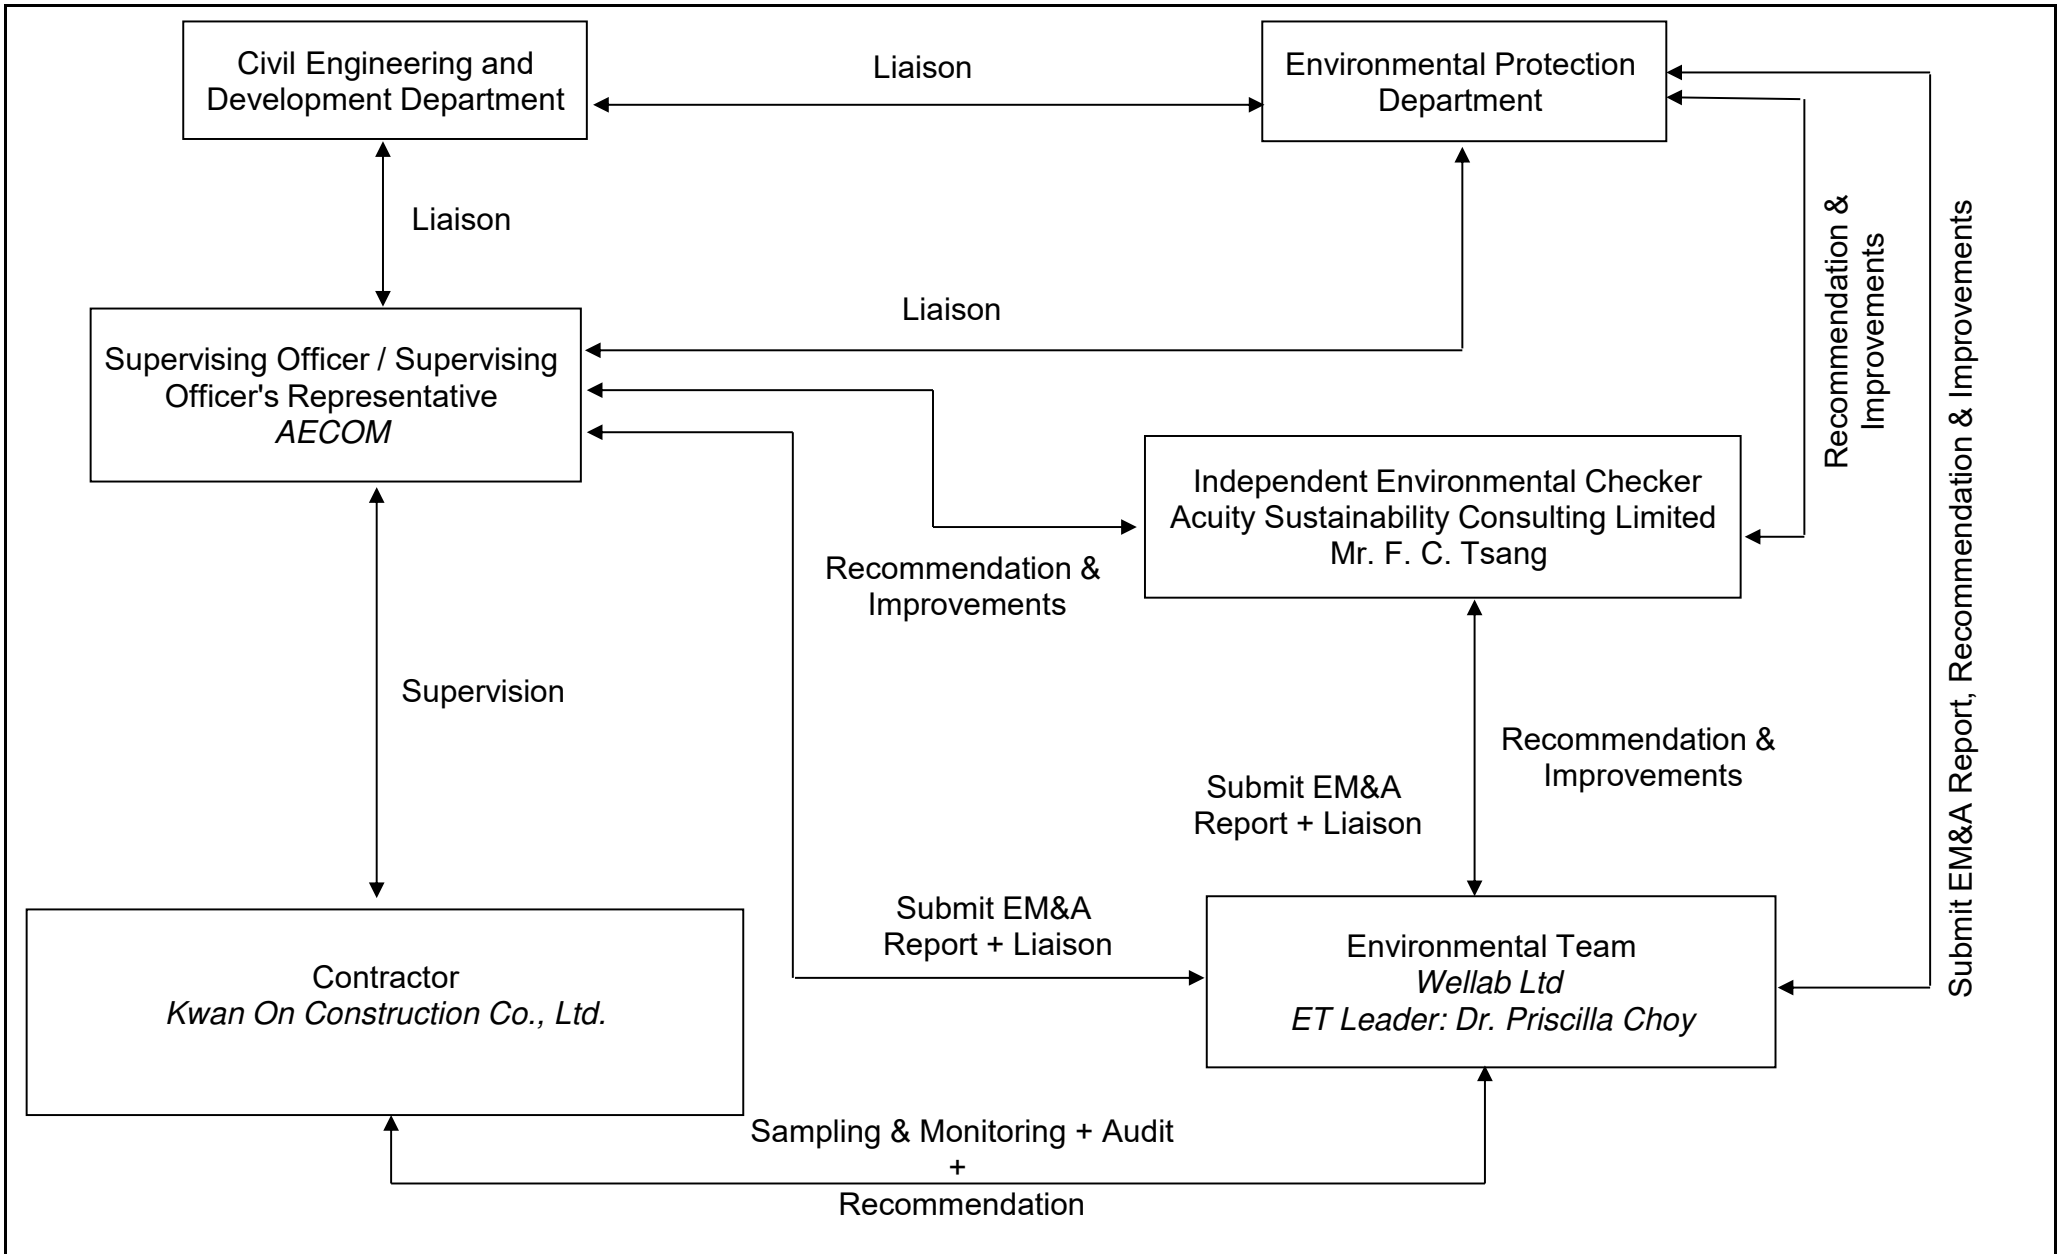 Civil Engineering and
Development Department
Liaison
Environmental Protection
Department
Liaison
Liaison
Recommendation &
Improvements
Submit EM&A Report, Recommendation & Improvements
Supervising Officer / Supervising
Officer's Representative
AECOM
Independent Environmental Checker
Acuity Sustainability Consulting Limited
Mr. F. C. Tsang
Recommendation &
Improvements
Supervision
Recommendation &
Improvements
Submit EM&A
Report + Liaison
Submit EM&A
Report + Liaison
Contractor
Kwan On Construction Co., Ltd.
Environmental Team
Wellab Ltd
ET Leader: Dr. Priscilla Choy
Sampling & Monitoring + Audit
+
Recommendation